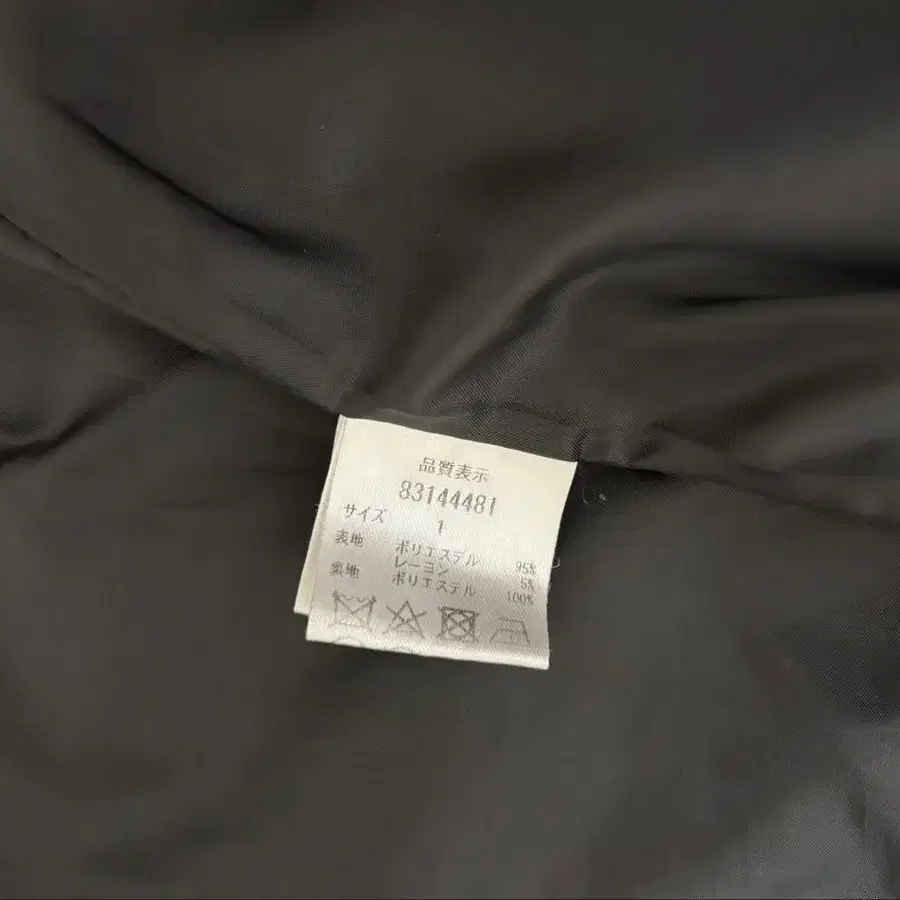 品質表示
83144481
サイズ 1
表地 ポリエステル 95%
レーヨン 5%
裏地 ポリエステル 100%